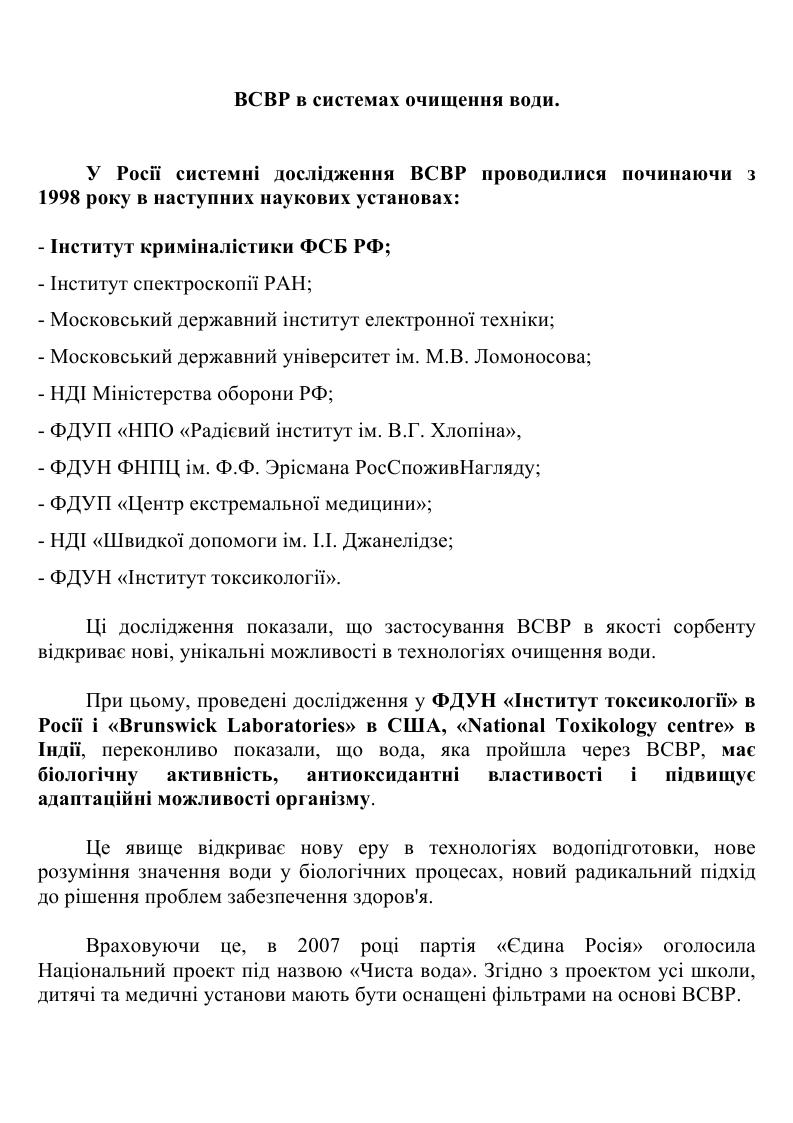 ВСВР в системах очищення води.
У Росії системні дослідження ВСВР проводилися починаючи з
1998 року в наступних наукових установах:
- Інститут криміналістики ФСБ РФ;
- Інститут спектроскопії РАН;
- Московський державний інститут електронної техніки;
- Московський державний університет ім. М.В. Ломоносова;
- НДІ Міністерства оборони РФ;
- ФДУП «НПО «Радієвий інститут ім. В.Г. Хлопіна»,
- ФДУН ФНПЦ ім. Ф.Ф. Эрісмана РосСпоживНагляду;
- ФДУП «Центр екстремальної медицини»;
- НДІ «Швидкої допомоги ім. І.І. Джанелідзе;
- ФДУН «Інститут токсикології».
Ці дослідження показали, що застосування ВСВР в якості сорбенту
відкриває нові, унікальні можливості в технологіях очищення води.
При цьому, проведені дослідження у ФДУН «Інститут токсикології» в
Росії і «Brunswick Laboratories» в США, «National Toxikology centre» в
Індії, переконливо показали, що вода, яка пройшла через ВСВР, має
біологічну активність, антиоксидантні властивості і підвищує
адаптаційні можливості організму.
Це явище відкриває нову еру в технологіях водопідготовки, нове
розуміння значення води у біологічних процесах, новий радикальний підхід
до рішення проблем забезпечення здоров'я.
Враховуючи це, в 2007 році партія «Єдина Росія» оголосила
Національний проект під назвою «Чиста вода». Згідно з проектом усі школи,
дитячі та медичні установи мають бути оснащені фільтрами на основі ВСВР.